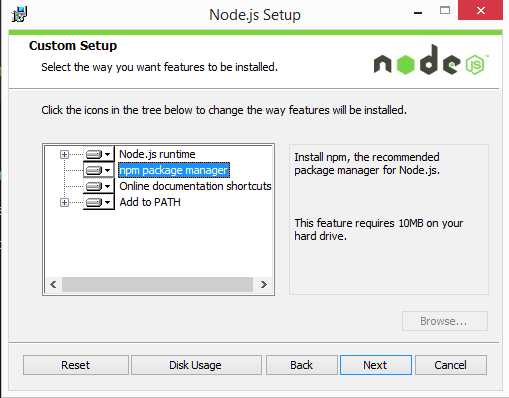 Node.js Setup
Custom Setup
Select the way you want features to be installed.
node JS
Click the icons in the tree below to change the way features will be installed.
Node.js runtime
npm package manager
Online documentation shortcuts
Add to PATH
Install npm, the recommended
package manager for Node.js.
This feature requires 10MB on your
hard drive.
Browse...
Reset
Disk Usage
Back
Next
Cancel